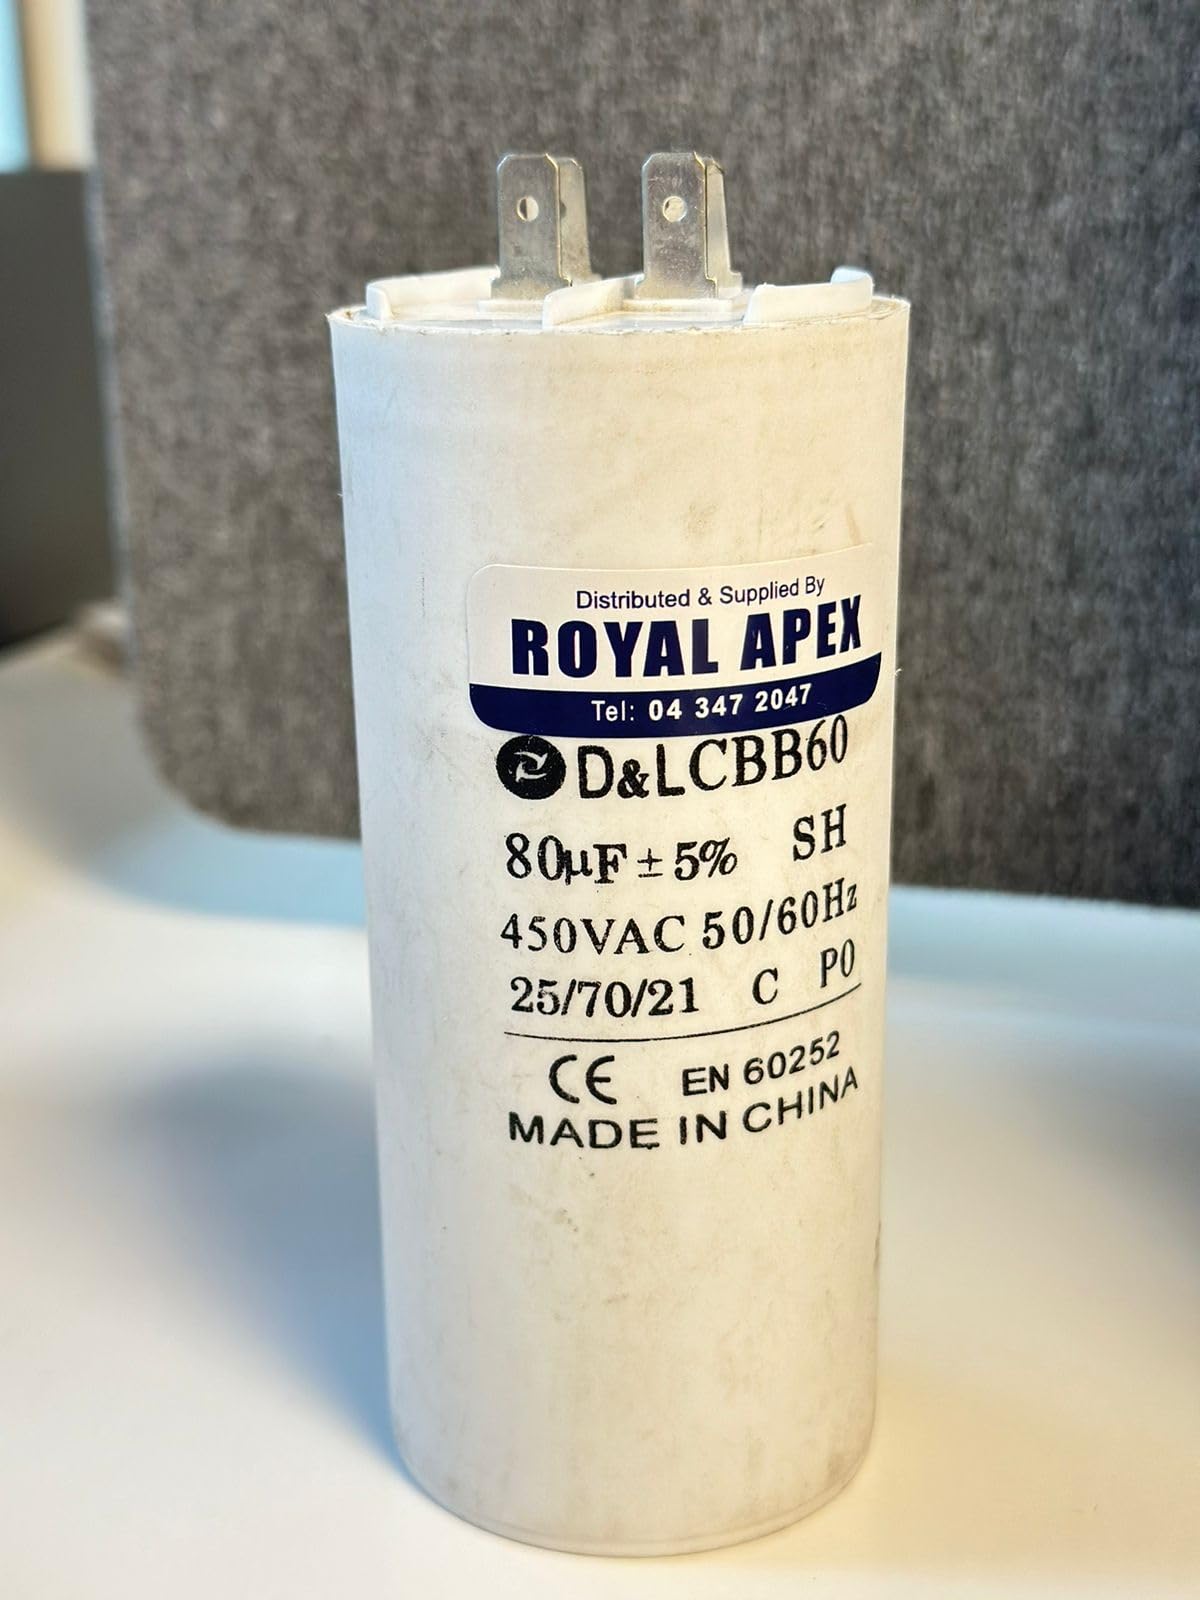 Distributed & Supplied By
ROYAL APEX
Tel: 04 347 2047
D&L CBB60
80µF ± 5% SH
450VAC 50/60Hz
25/70/21 C P0
CE EN 60252
MADE IN CHINA